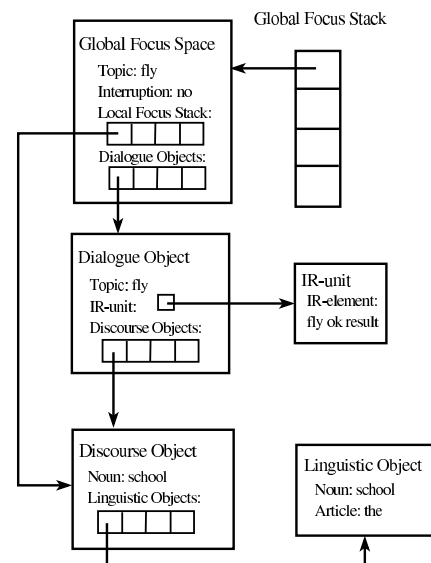 Global Focus Stack
Global Focus Space
Topic: fly
Interruption: no
Local Focus Stack:
Dialogue Objects:
Dialogue Object
Topic: fly
IR-unit:
Discourse Objects:
IR-unit
IR-element:
fly ok result
Discourse Object
Noun: school
Linguistic Objects:
Linguistic Object
Noun: school
Article: the